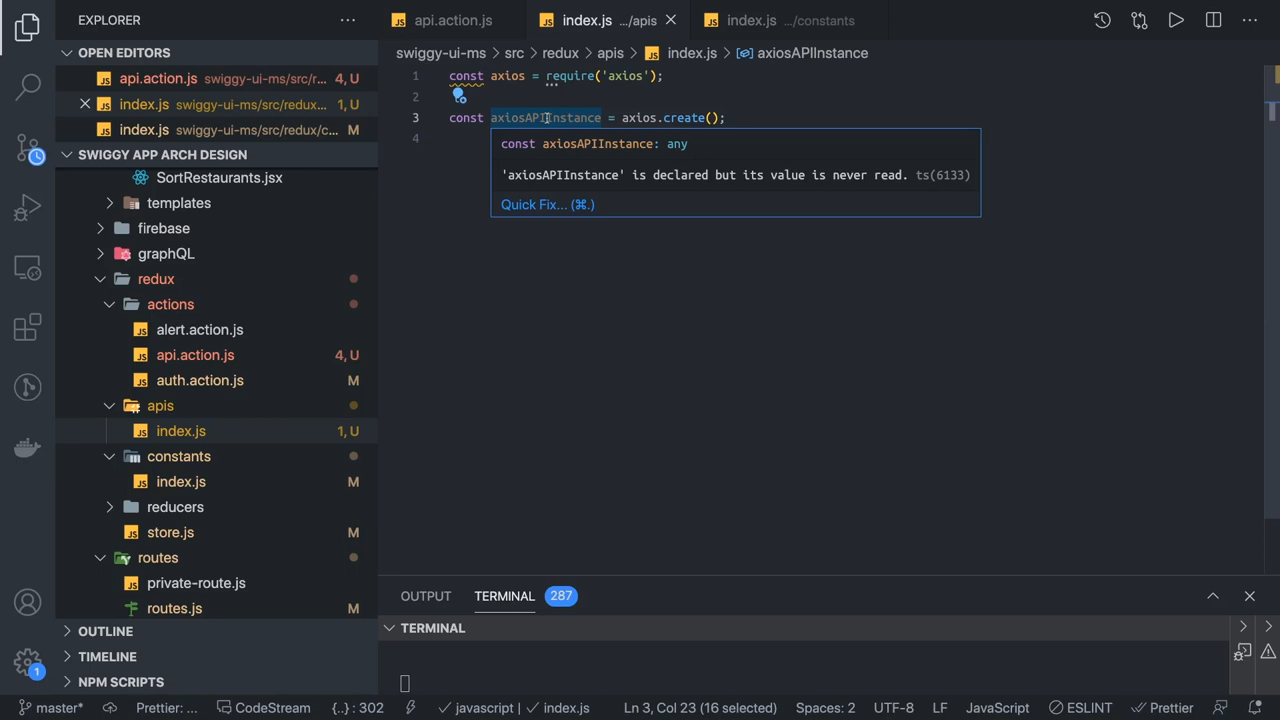 EXPLORER
OPEN EDITORS
api.action.js swiggy-ui-ms/src/r... 4, U
index.js swiggy-ui-ms/src/redux... 1, U
index.js swiggy-ui-ms/src/redux/c... M
SWIGGY APP ARCH DESIGN
SortRestaurants.jsx
templates
firebase
graphQL
redux
actions
alert.action.js
api.action.js 4, U
auth.action.js M
apis
index.js 1, U
constants
index.js M
reducers
store.js M
routes
private-route.js
routes.js M
OUTLINE
TIMELINE
NPM SCRIPTS
1
api.action.js index.js .../apis index.js .../constants
swiggy-ui-ms > src > redux > apis > index.js > axiosAPIInstance
1 const axios = require('axios');
2
3 const axiosAPIInstance = axios.create();
4
const axiosAPIInstance: any
'axiosAPIInstance' is declared but its value is never read. ts(6133)
Quick Fix... (⌘.)
OUTPUT TERMINAL 287
TERMINAL
master* Prettier: ... CodeStream {..} : 302 javascript | index.js Ln 3, Col 23 (16 selected) Spaces: 2 UTF-8 LF JavaScript ESLINT Prettier